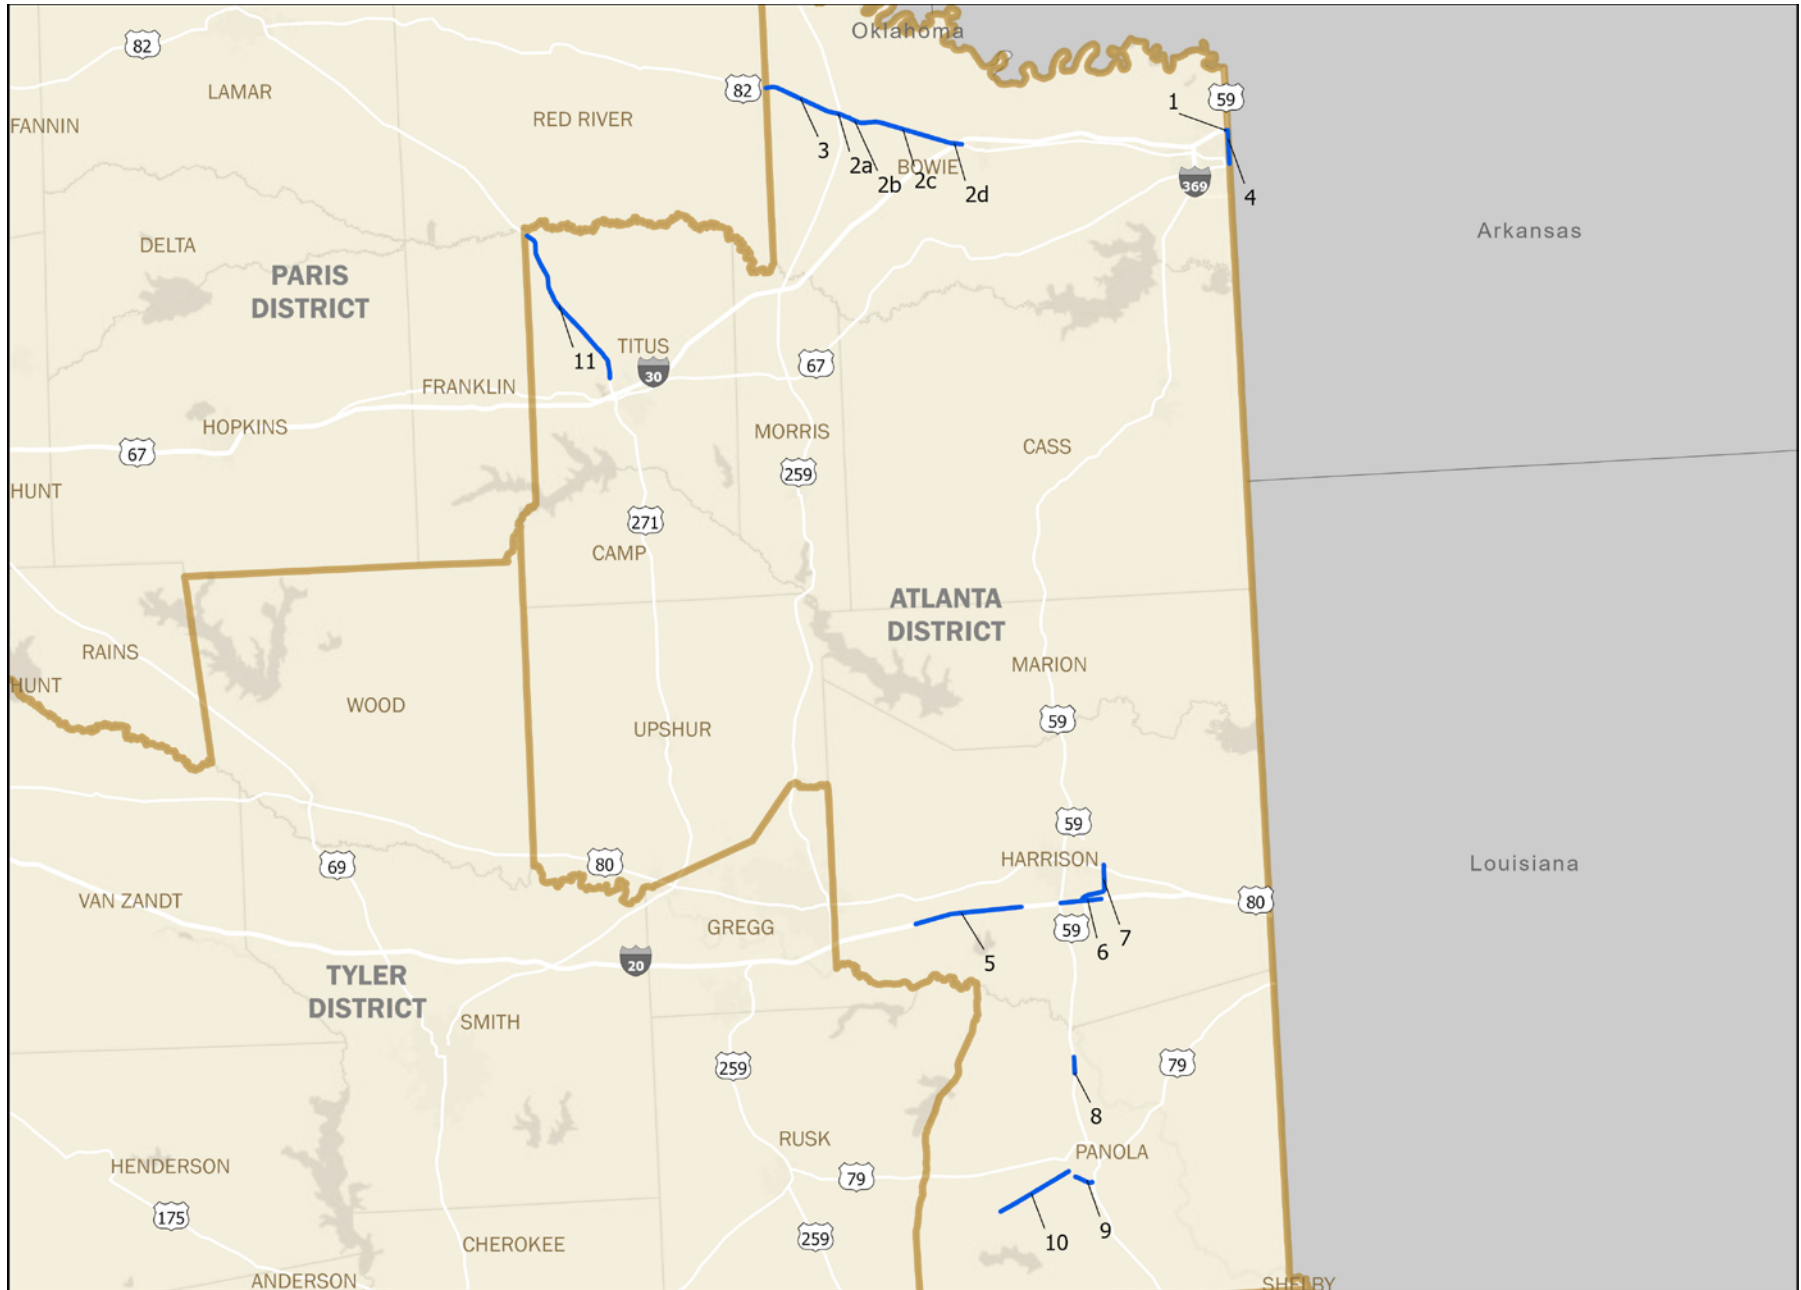 Oklahoma
82
LAMAR
82
1
59
FANNIN
RED RIVER
3
2a
BOWIE
2b
2c
2d
369
4
Arkansas
DELTA
PARIS
DISTRICT
TITUS
11
30
67
FRANKLIN
HOPKINS
67
MORRIS
CASS
259
HUNT
271
CAMP
ATLANTA
DISTRICT
RAINS
MARION
HUNT
WOOD
59
UPSHUR
59
HARRISON
80
69
Louisiana
VAN ZANDT
80
GREGG
59
7
6
5
20
TYLER
DISTRICT
SMITH
259
79
8
RUSK
PANOLA
HENDERSON
79
175
9
259
10
CHEROKEE
ANDERSON
SHELBY